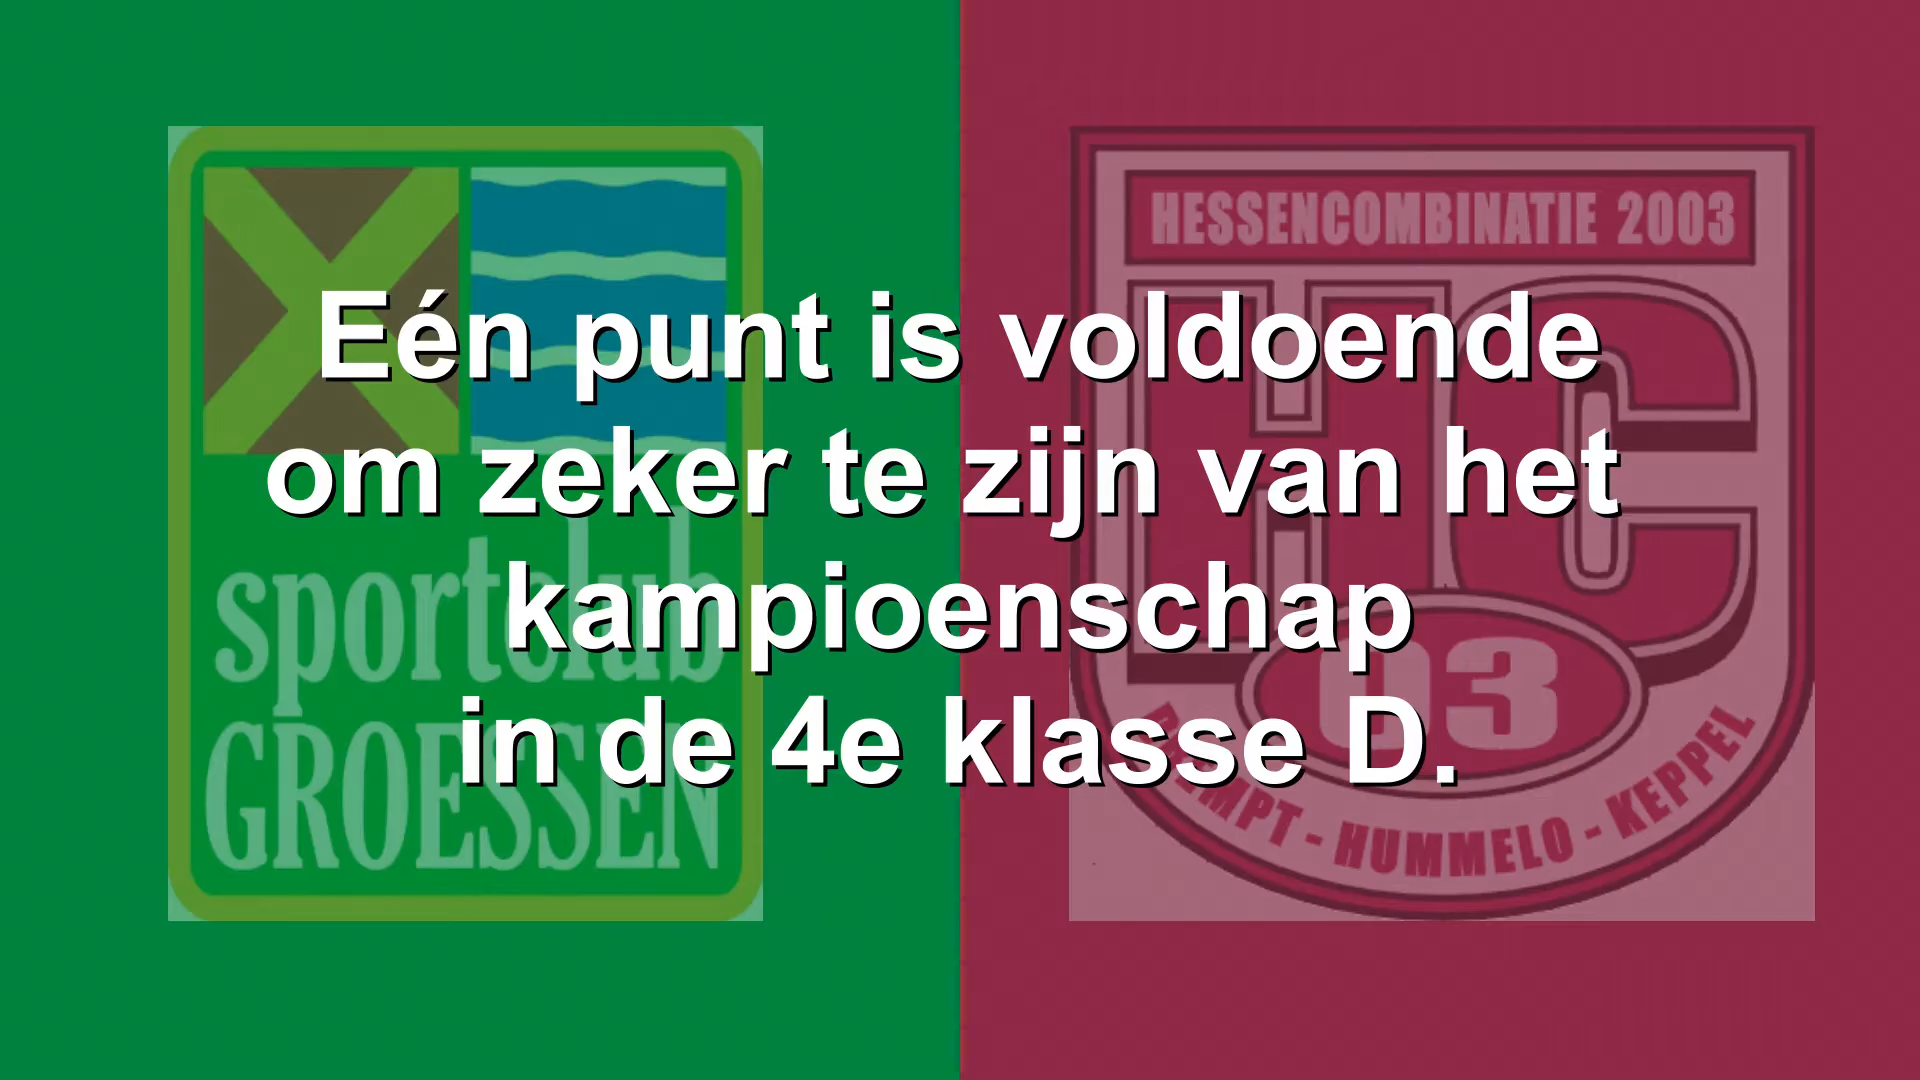 HESSENCOMBINATIE 2003
Eén punt is voldoende
om zeker te zijn van het
kampioenschap
in de 4e klasse D.
sportclub
GROESSEN
HC
03
- HUMMELO - KEPPEL